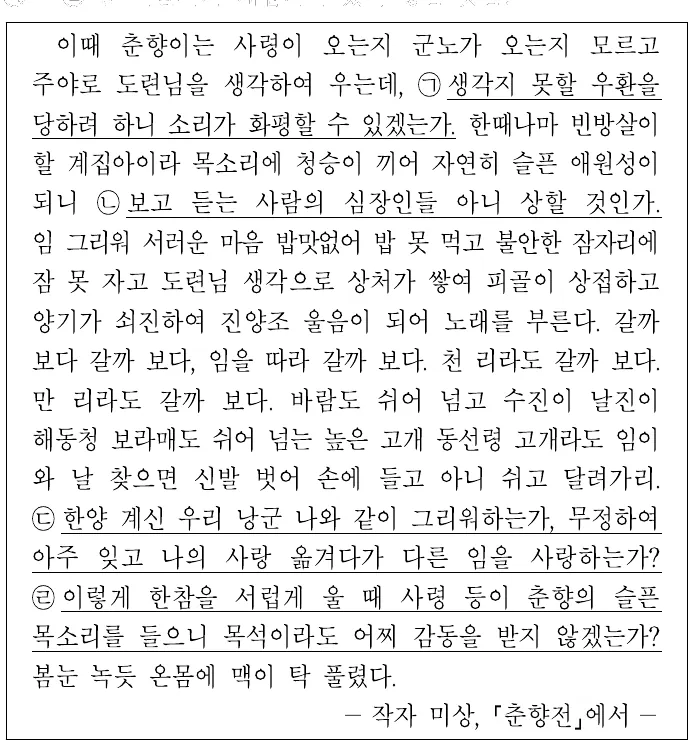 이때 춘향이는 사령이 오는지 군노가 오는지 모르고
주야로 도련님을 생각하여 우는데, ㉠생각지 못할 우환을
당하려 하니 소리가 화평할 수 있겠는가. 한때나마 빈방살이
할 계집아이라 목소리에 청승이 끼어 자연히 슬픈 애원성이
되니 ㉡보고 듣는 사람의 심장인들 아니 상할 것인가.
임 그리워 서러운 마음 밥맛없어 밥 못 먹고 불안한 잠자리에
잠 못 자고 도련님 생각으로 상처가 쌓여 피골이 상접하고
양기가 쇠진하여 진양조 울음이 되어 노래를 부른다. 갈까
보다 갈까 보다, 임을 따라 갈까 보다. 천 리라도 갈까 보다.
만 리라도 갈까 보다. 바람도 쉬어 넘고 수진이 날진이
해동청 보라매도 쉬어 넘는 높은 고개 동선령 고개라도 임이
와 날 찾으면 신발 벗어 손에 들고 아니 쉬고 달려가리.
㉢한양 계신 우리 낭군 나와 같이 그리워하는가, 무정하여
아주 잊고 나의 사랑 옮겨다가 다른 임을 사랑하는가?
㉣이렇게 한참을 서럽게 울 때 사령 등이 춘향의 슬픈
목소리를 들으니 목석이라도 어찌 감동을 받지 않겠는가?
봄눈 녹듯 온몸에 맥이 탁 풀렸다.
- 작자 미상, 「춘향전」에서 -